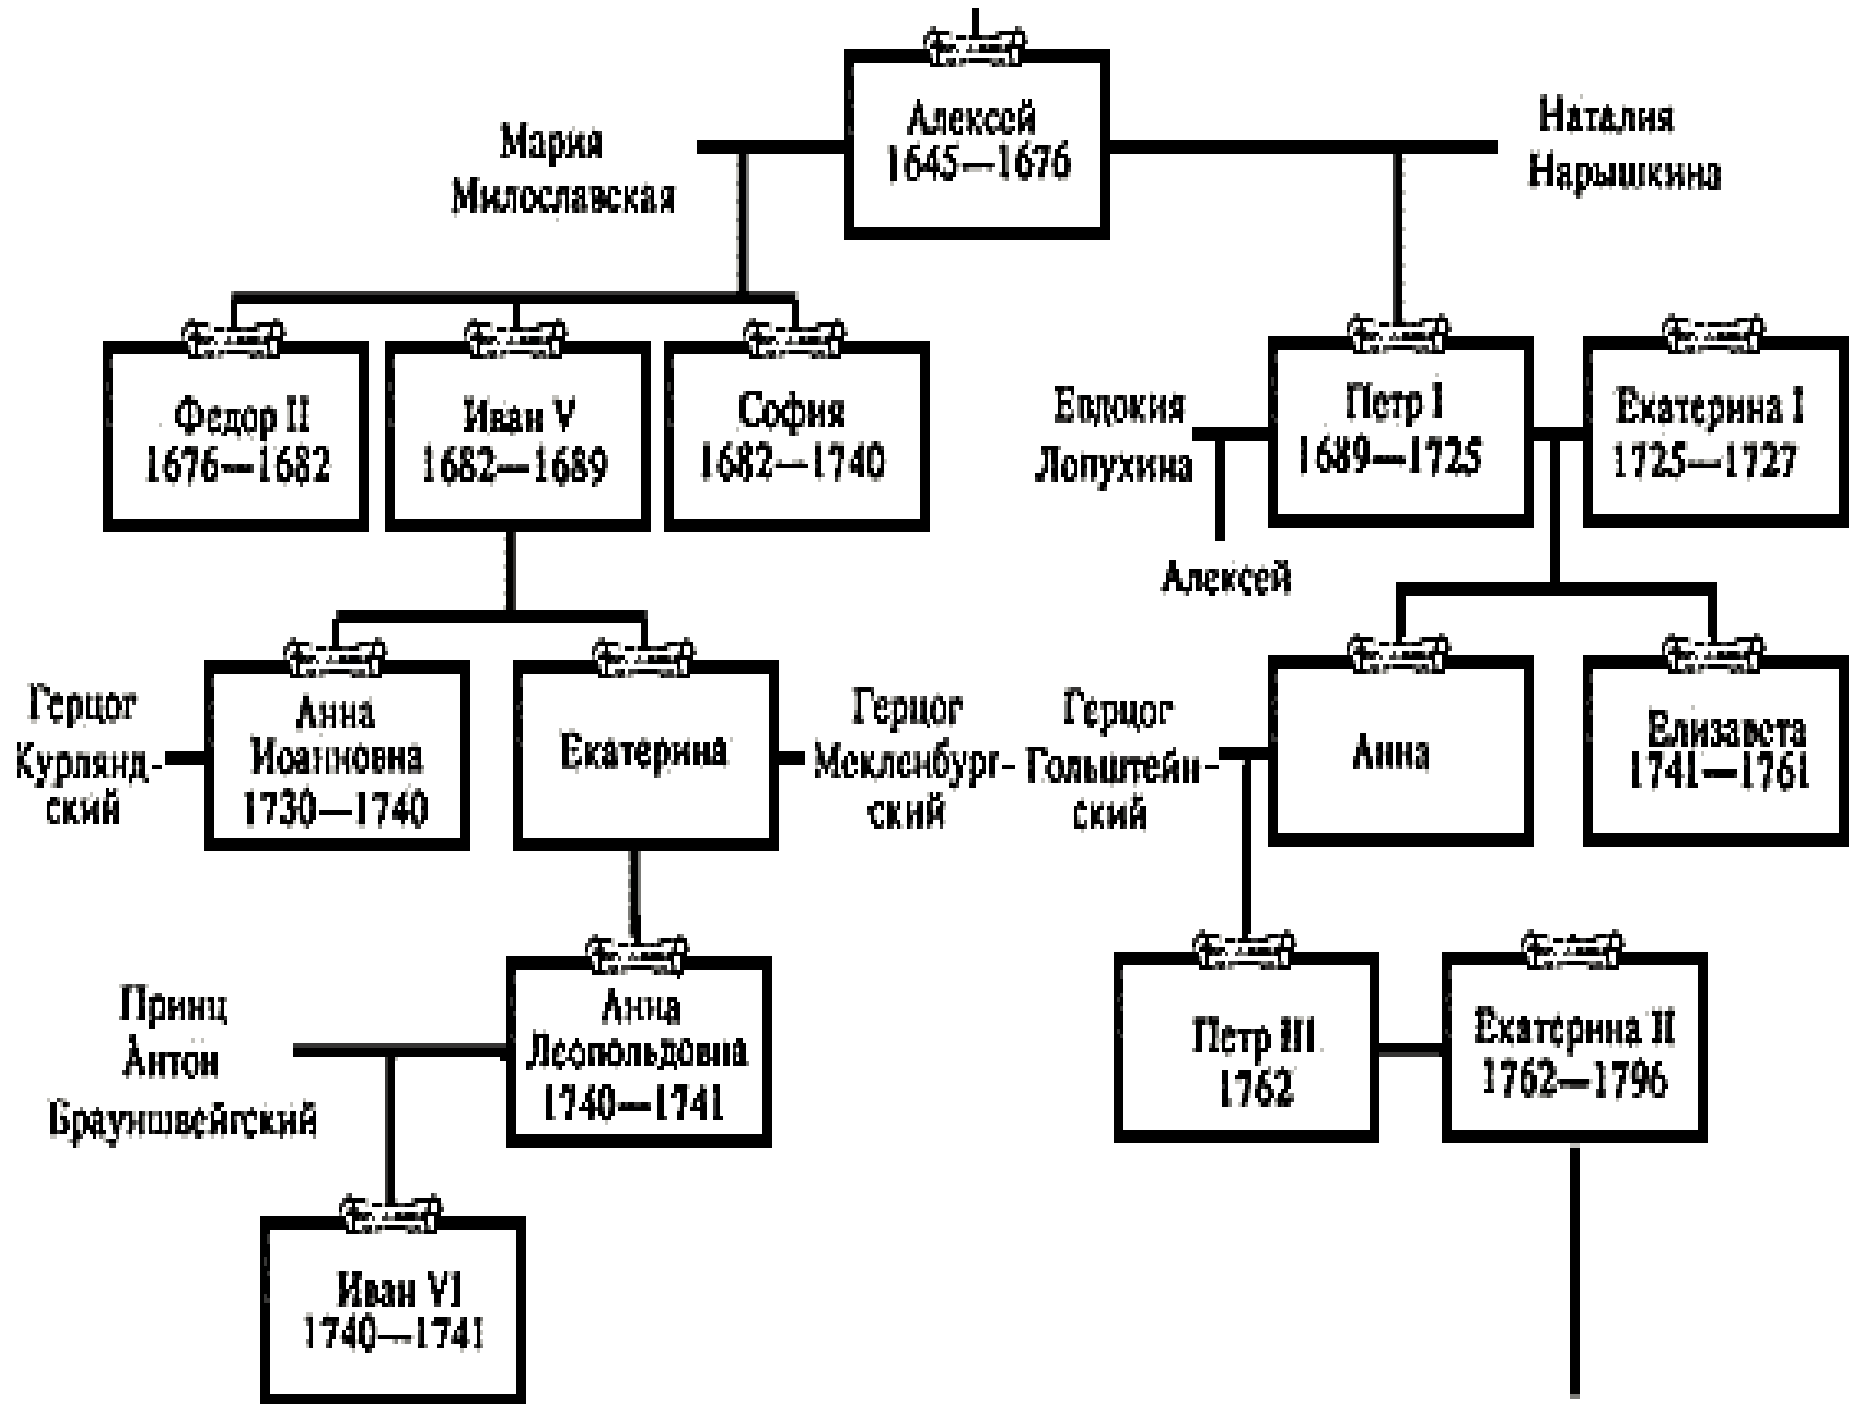 Алексей
1645—1676
Мария
Милославская
Наталия
Нарышкина
Федор II
1676—1682
Иван V
1682—1689
София
1682—1740
Евдокия
Лопухина
Петр I
1689—1725
Екатерина I
1725—1727
Алексей
Герцог
Курлянд-
ский
Анна
Иоанновна
1730—1740
Екатерина
Герцог
Мекленбург-
ский
Герцог
Гольштейн-
ский
Анна
Елизавета
1741—1761
Принц
Антон
Брауншвейгский
Анна
Леопольдовна
1740—1741
Петр III
1762
Екатерина II
1762—1796
Иван VI
1740—1741